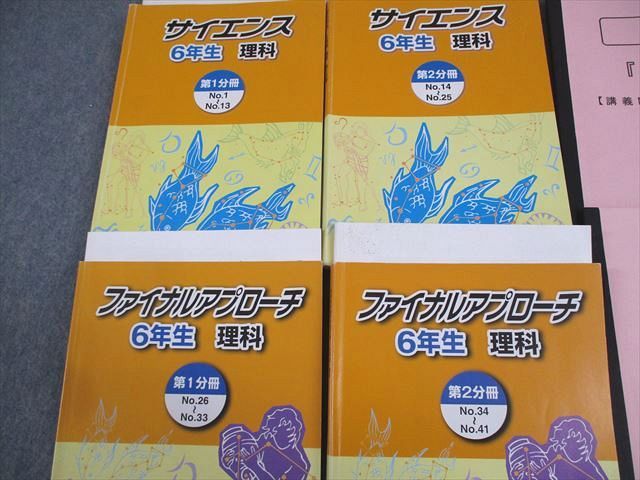 サイエンス
6年生 理科
第1分冊
No.1
~
No.13
サイエンス
6年生 理科
第2分冊
No.14
~
No.25
『
【講義
ファイナルアプローチ
6年生 理科
第1分冊
No.26
~
No.33
ファイナルアプローチ
6年生 理科
第2分冊
No.34
~
No.41